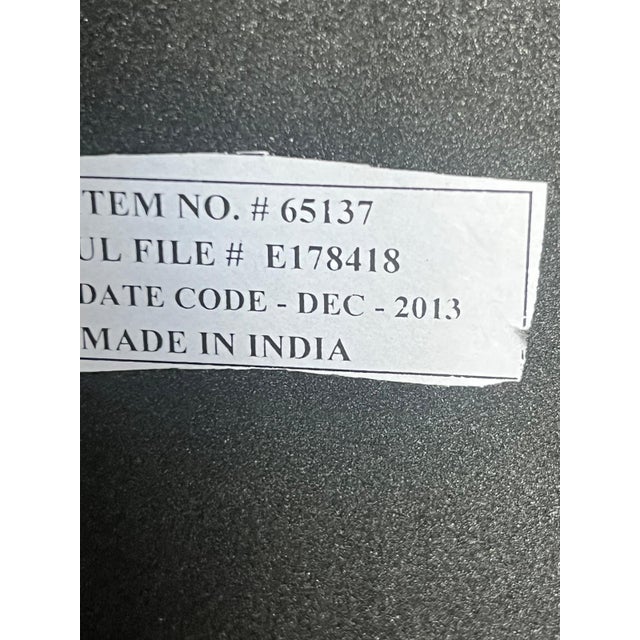 TEM NO. # 65137
UL FILE # E178418
DATE CODE - DEC - 2013
MADE IN INDIA